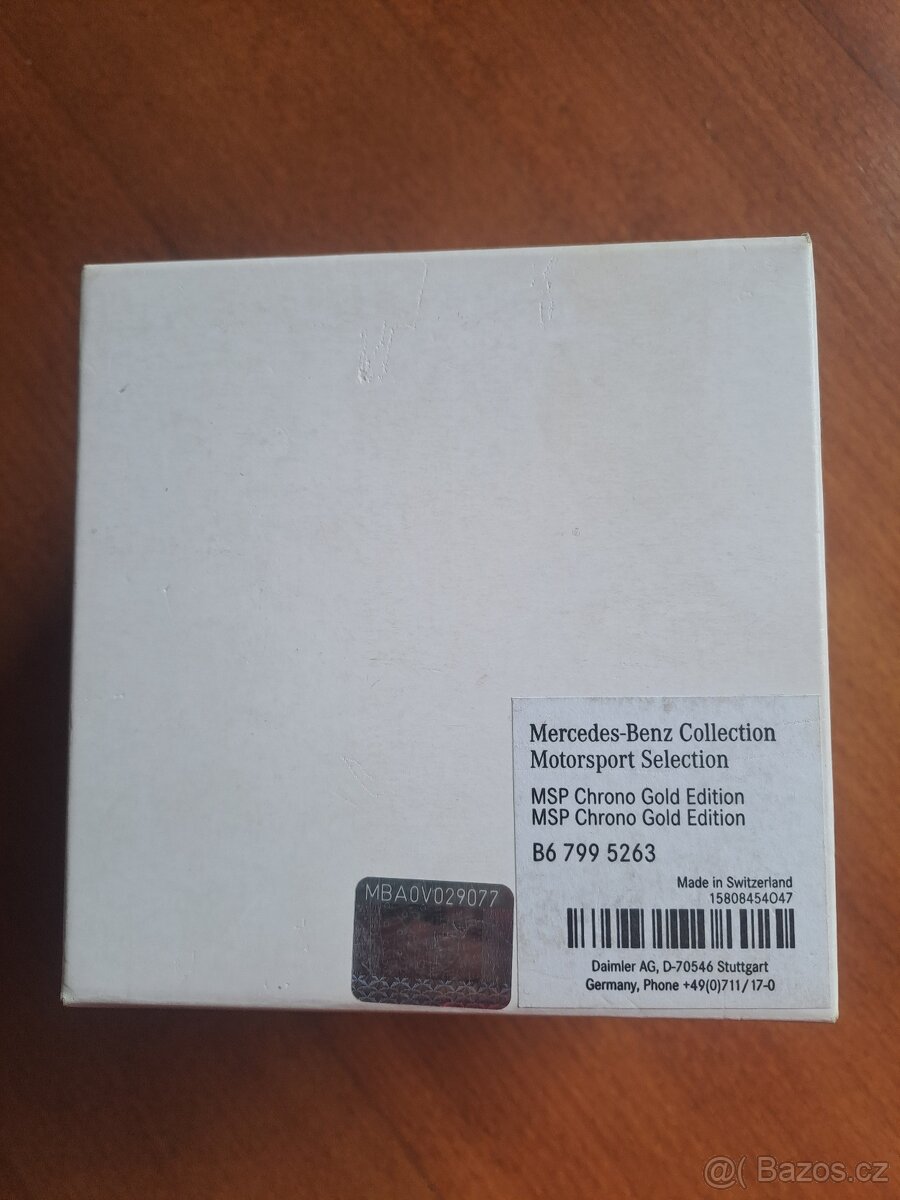 Mercedes-Benz Collection
Motorsport Selection
MSP Chrono Gold Edition
MSP Chrono Gold Edition
B6 799 5263
Made in Switzerland
15808454047
Daimler AG, D-70546 Stuttgart
Germany, Phone +49(0)711/17-0
MBA0V029077
@( Bazos.cz